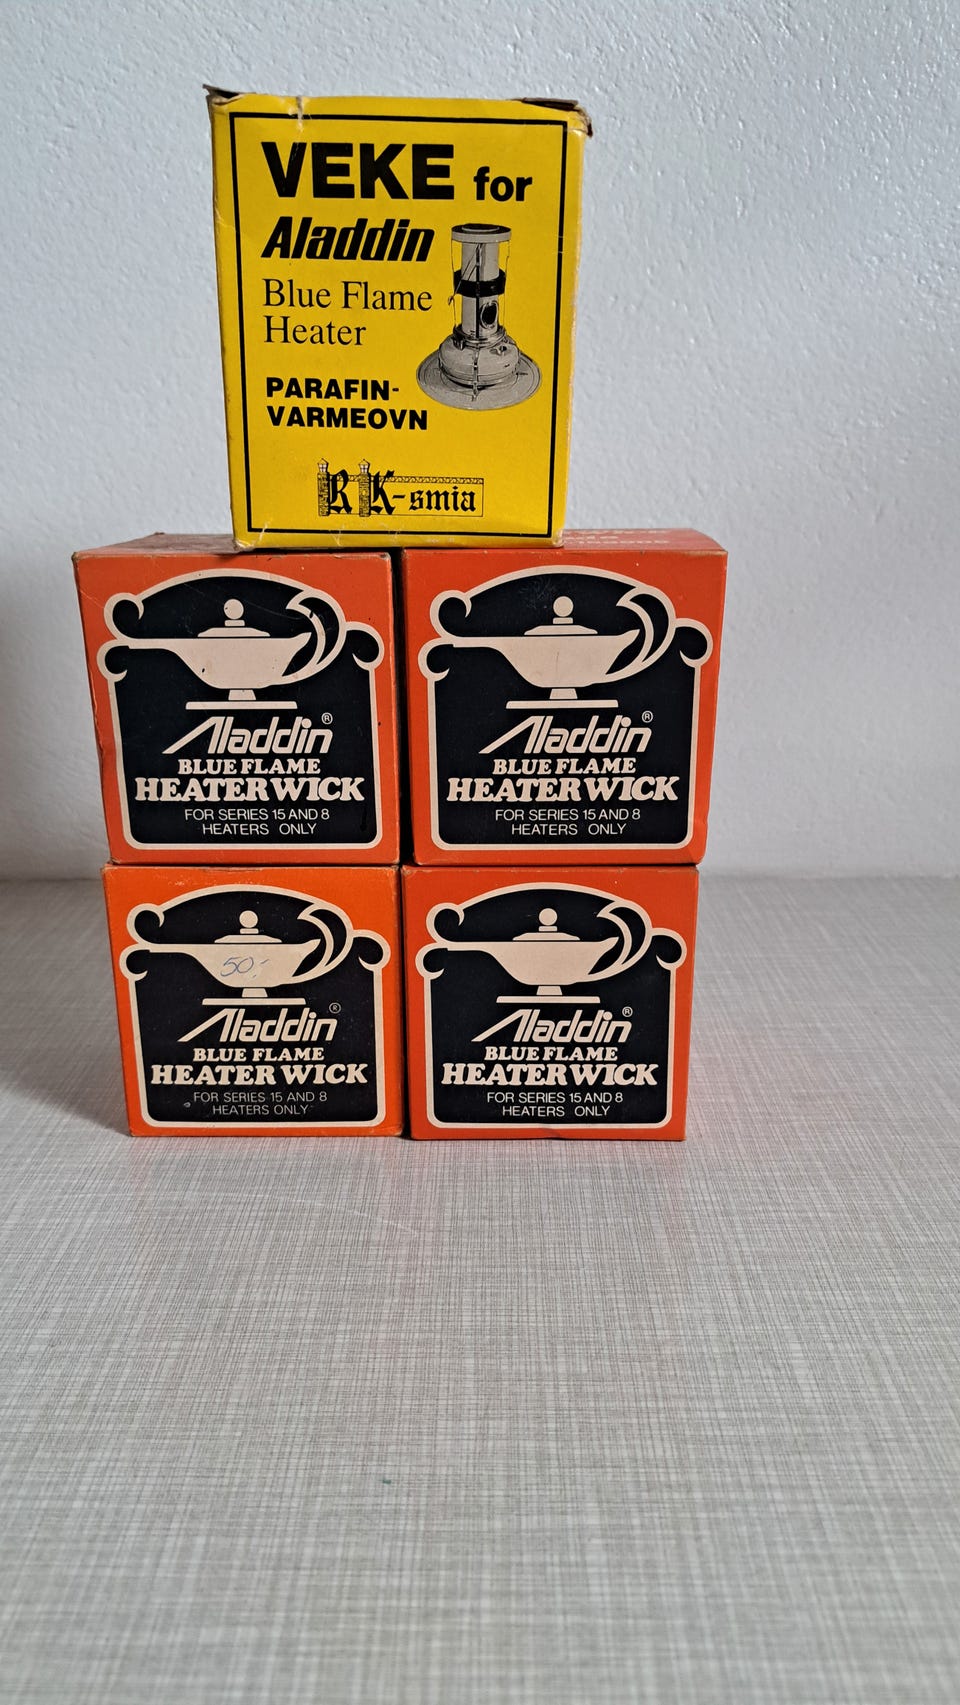 VEKE for
Aladdin
Blue Flame
Heater
PARAFIN-
VARMEOVN
RK-smia
Aladdin®
BLUE FLAME
HEATER WICK
FOR SERIES 15 AND 8
HEATERS ONLY
Aladdin®
BLUE FLAME
HEATER WICK
FOR SERIES 15 AND 8
HEATERS ONLY
50,-
Aladdin®
BLUE FLAME
HEATER WICK
FOR SERIES 15 AND 8
HEATERS ONLY
Aladdin®
BLUE FLAME
HEATER WICK
FOR SERIES 15 AND 8
HEATERS ONLY